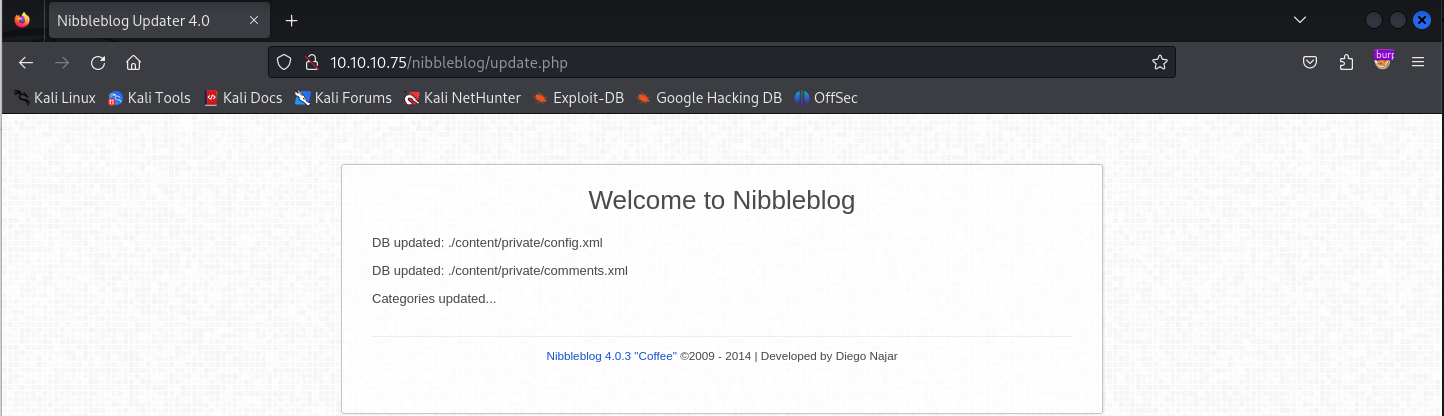 Nibbleblog Updater 4.0
10.10.10.75/nibbleblog/update.php
burp
Kali Linux Kali Tools Kali Docs Kali Forums Kali NetHunter Exploit-DB Google Hacking DB OffSec
Welcome to Nibbleblog
DB updated: ./content/private/config.xml
DB updated: ./content/private/comments.xml
Categories updated...
Nibbleblog 4.0.3 "Coffee" ©2009 - 2014 | Developed by Diego Najar